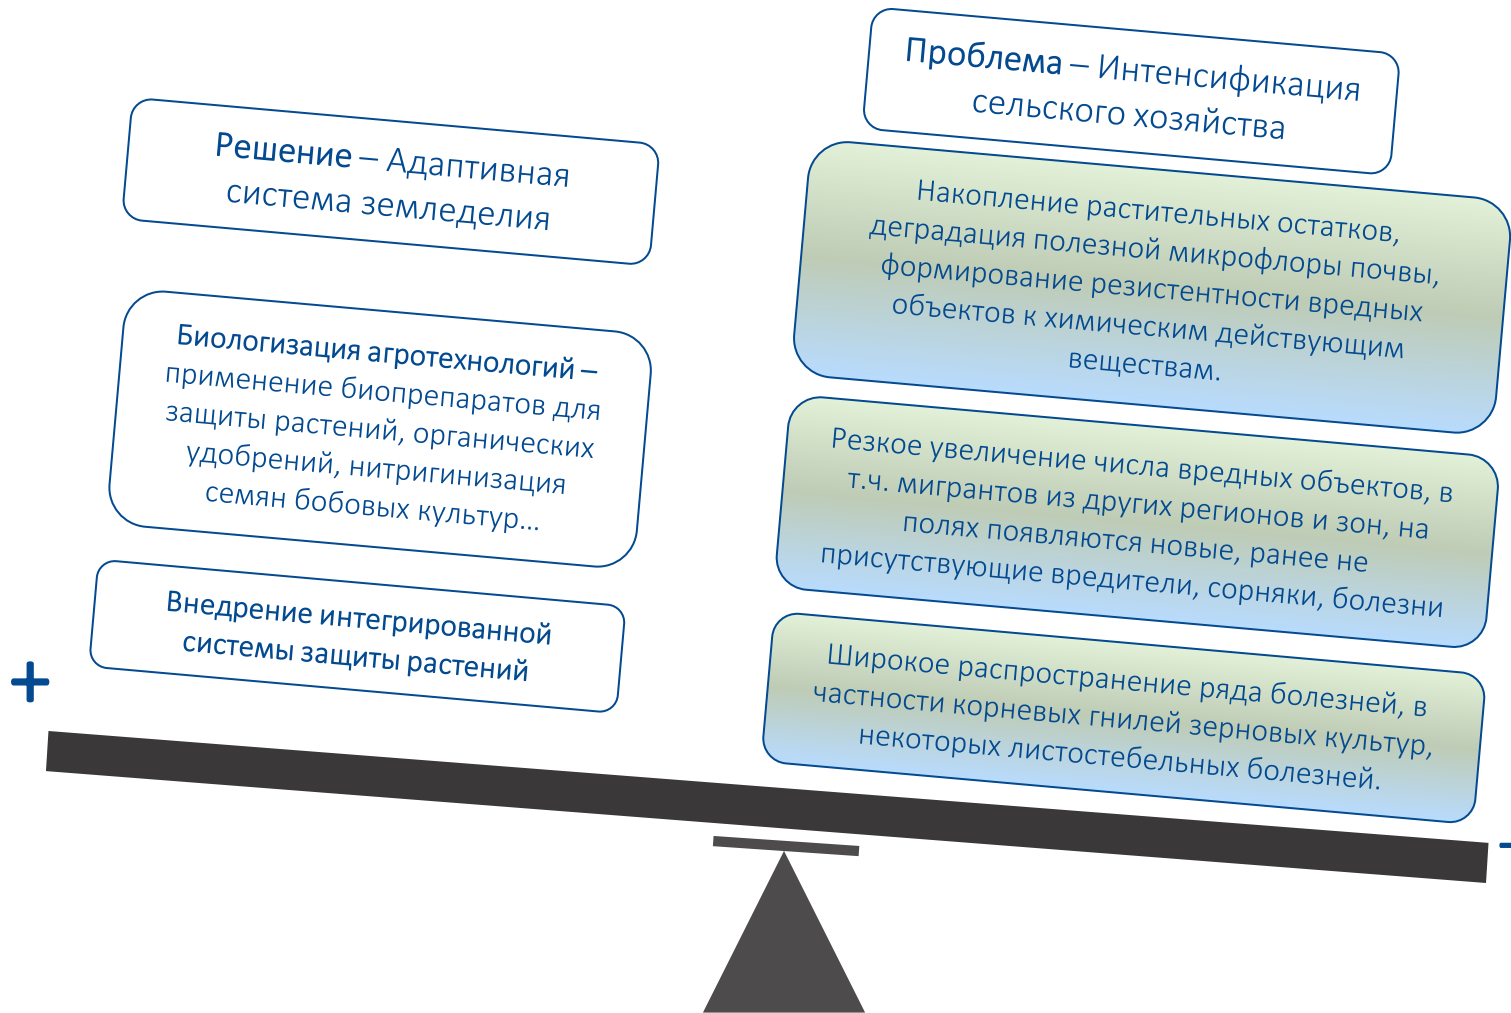 Решение – Адаптивная
система земледелия
Биологизация агротехнологий –
применение биопрепаратов для
защиты растений, органических
удобрений, нитригинизация
семян бобовых культур...
Внедрение интегрированной
системы защиты растений
+
Проблема – Интенсификация
сельского хозяйства
Накопление растительных остатков,
деградация полезной микрофлоры почвы,
формирование резистентности вредных
объектов к химическим действующим
веществам.
Резкое увеличение числа вредных объектов, в
т.ч. мигрантов из других регионов и зон, на
полях появляются новые, ранее не
присутствующие вредители, сорняки, болезни
Широкое распространение ряда болезней, в
частности корневых гнилей зерновых культур,
некоторых листостебельных болезней.
-